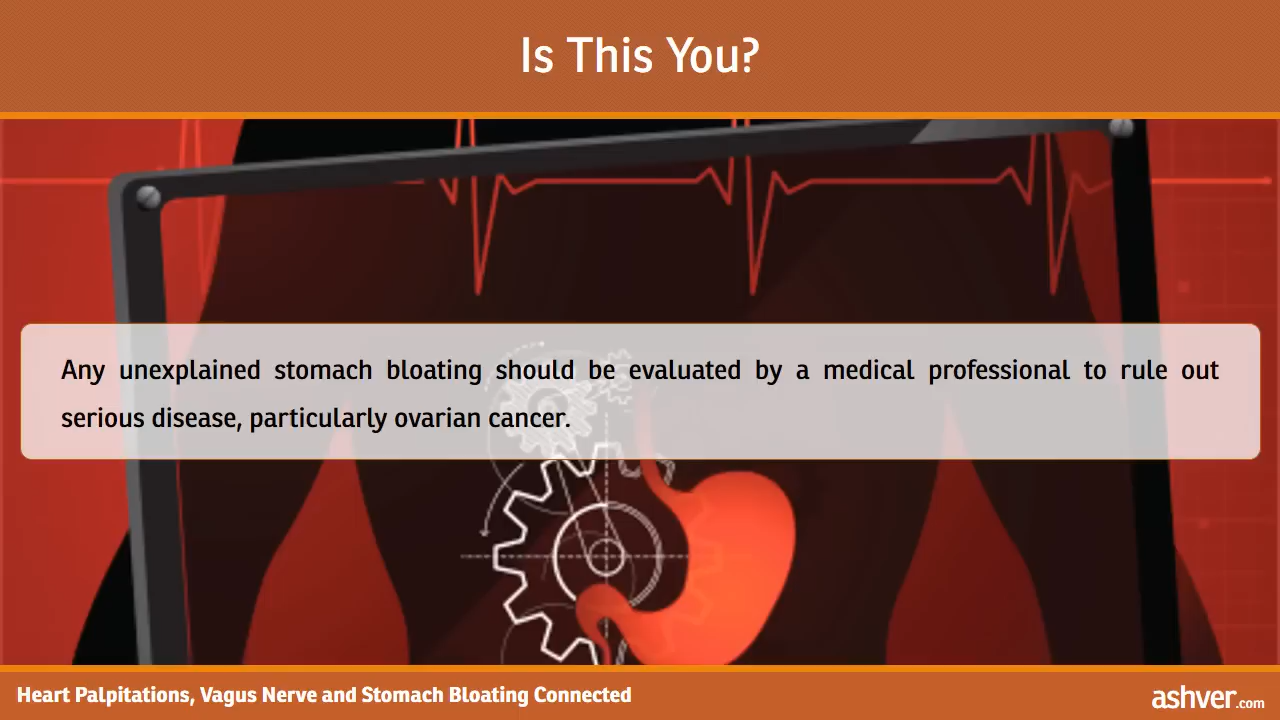 Is This You?
Any unexplained stomach bloating should be evaluated by a medical professional to rule out
serious disease, particularly ovarian cancer.
Heart Palpitations, Vagus Nerve and Stomach Bloating Connected
ashver.com